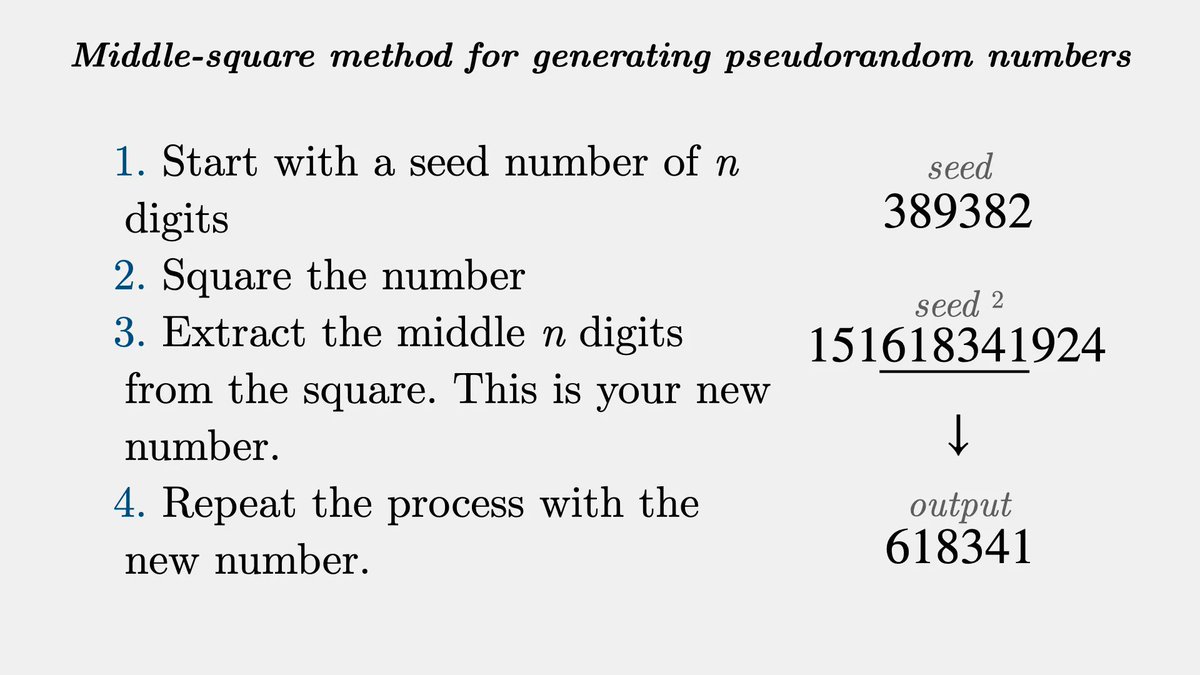 Middle-square method for generating pseudorandom numbers
1. Start with a seed number of n
digits
2. Square the number
3. Extract the middle n digits
from the square. This is your new
number.
4. Repeat the process with the
new number.
seed
389382
seed ²
151618341924
↓
output
618341